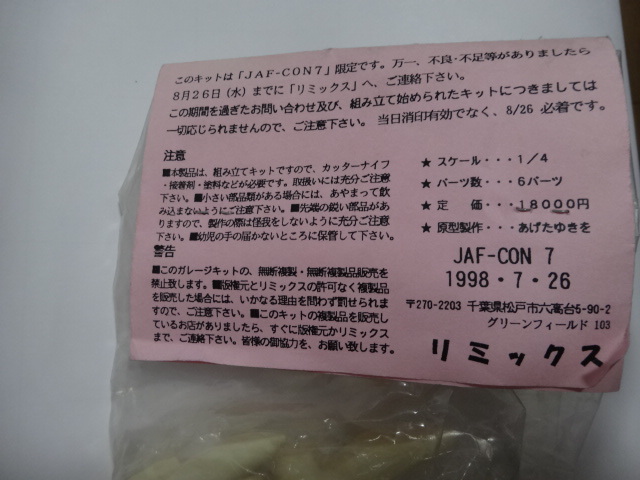 このキットは「JAF-CON7」限定です。万一、不良・不足等がありましたら
8月26日（水）までに「リミックス」へ、ご連絡下さい。
この期間を過ぎたお問い合わせ及び、組み立て始められたキットにつきましては
一切応じられませんので、ご注意下さい。 当日消印有効でなく、8/26 必着です。
注意
■本製品は、組み立てキットですので、カッターナイフ
・接着剤・塗料などが必要です。取扱いには充分ご注意
下さい。■小さい部品類がある場合には、あやまって飲
み込まないようにご注意下さい。■先端の鋭い部品があ
りますので、製作の際は怪我をしないように充分ご注意
下さい。■幼児の手の届かないところに保管して下さい。
警告
■このガレージキットの、無断複製・無断複製品販売を
禁止致します。■版権元とリミックスの許可なく複製品
を販売した場合には、いかなる理由を問わず罰せられま
すので、ご注意下さい。■このキットの複製品を販売し
ているお店がありましたら、すぐに版権元かリミックス
まで、ご連絡下さい。皆様の御協力を、お願い致します。
★ スケール・・・1／4
★ パーツ数・・・6パーツ
★ 定　価・・・18000円
★ 原型製作・・・あげたゆきを
JAF-CON 7
1998・7・26
〒270-2203 千葉県松戸市六高台5-90-2
グリーンフィールド 103
リミックス